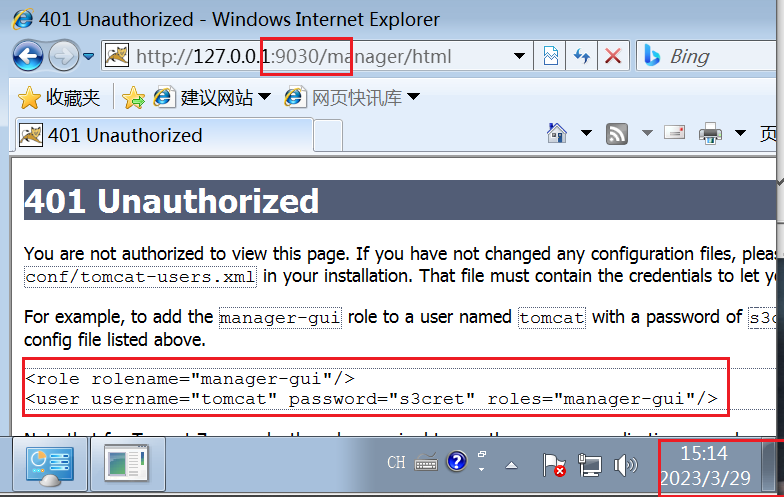 401 Unauthorized - Windows Internet Explorer
http://127.0.0.1:9030/manager/html
Bing
收藏夹 建议网站 网页快讯库
401 Unauthorized
页
401 Unauthorized
You are not authorized to view this page. If you have not changed any configuration files, plea
conf/tomcat-users.xml in your installation. That file must contain the credentials to let y
For example, to add the manager-gui role to a user named tomcat with a password of s3c
config file listed above.
<role rolename="manager-gui"/>
<user username="tomcat" password="s3cret" roles="manager-gui"/>
CH
15:14
2023/3/29